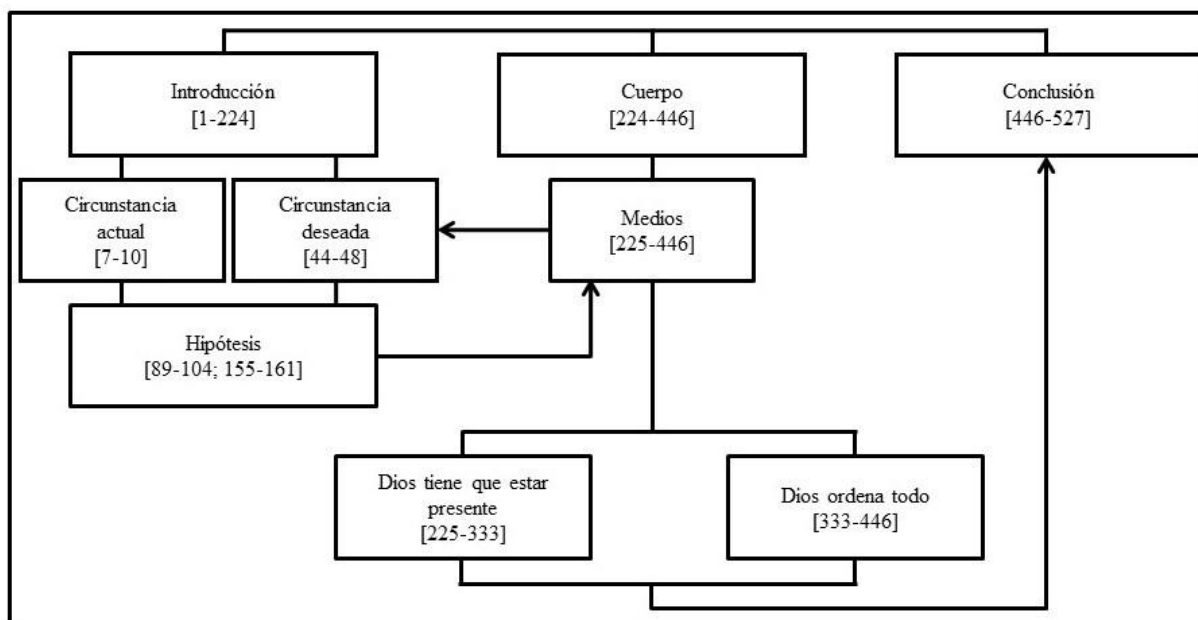 Introducción
[1-224]
Cuerpo
[224-446]
Conclusión
[446-527]
Circunstancia
actual
[7-10]
Circunstancia
deseada
[44-48]
Medios
[225-446]
Hipótesis
[89-104; 155-161]
Dios tiene que estar
presente
[225-333]
Dios ordena todo
[333-446]